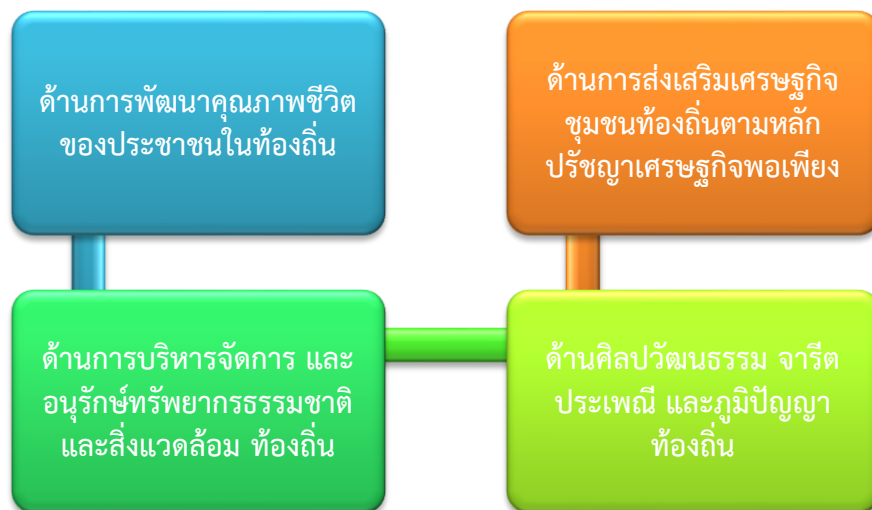 ด้านการพัฒนาคุณภาพชีวิต
ของประชาชนในท้องถิ่น
ด้านการบริหารจัดการ และ
อนุรักษ์ทรัพยากรธรรมชาติ
และสิ่งแวดล้อม ท้องถิ่น
ด้านศิลปวัฒนธรรม จารีต
ประเพณี และภูมิปัญญา
ท้องถิ่น
ด้านการส่งเสริมเศรษฐกิจ
ชุมชนท้องถิ่นตามหลัก
ปรัชญาเศรษฐกิจพอเพียง